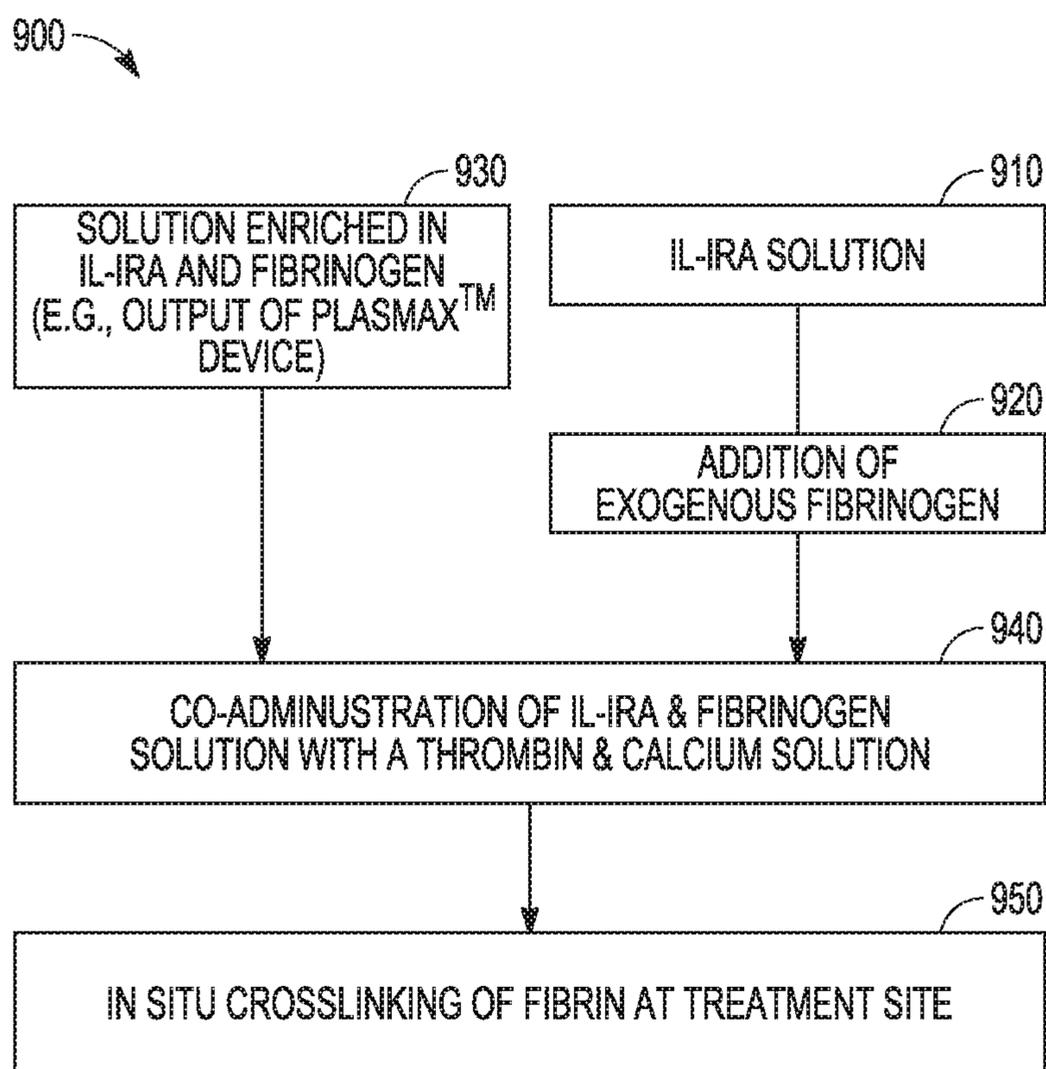 900
930
SOLUTION ENRICHED IN
IL-IRA AND FIBRINOGEN
(E.G., OUTPUT OF PLASMAX™
DEVICE)
910
IL-IRA SOLUTION
920
ADDITION OF
EXOGENOUS FIBRINOGEN
940
CO-ADMINUSTRATION OF IL-IRA & FIBRINOGEN
SOLUTION WITH A THROMBIN & CALCIUM SOLUTION
950
IN SITU CROSSLINKING OF FIBRIN AT TREATMENT SITE